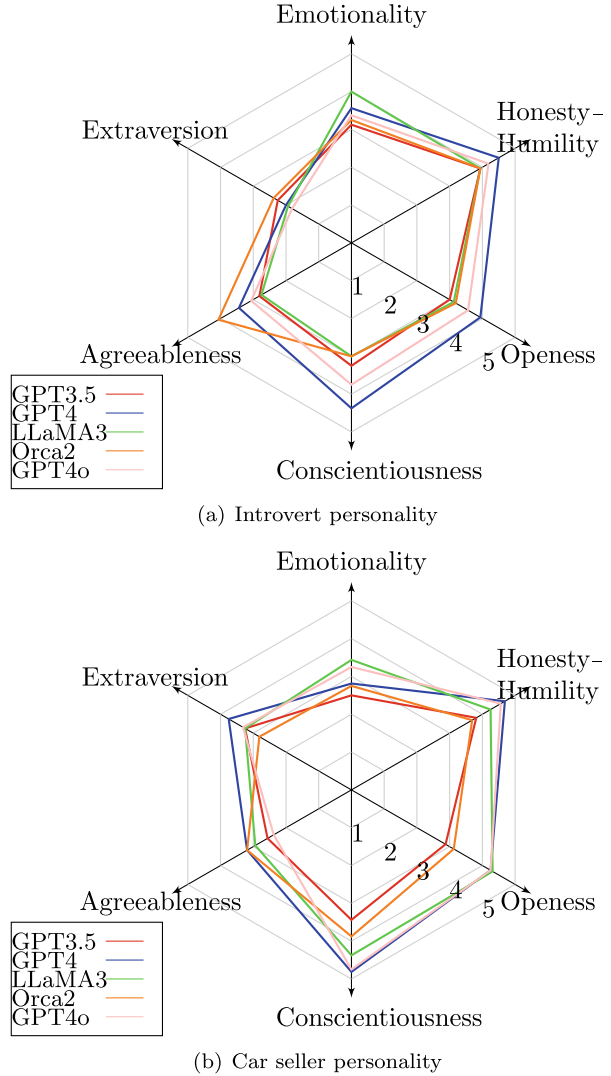 Emotionality
Honesty–
Humility
Extraversion
1
2
3
4
5
Agreeableness
Openess
GPT3.5
GPT4
LLaMA3
Orca2
GPT4o
Conscientiousness
(a) Introvert personality
Emotionality
Honesty–
Humility
Extraversion
1
2
3
4
5
Agreeableness
Openess
GPT3.5
GPT4
LLaMA3
Orca2
GPT4o
Conscientiousness
(b) Car seller personality